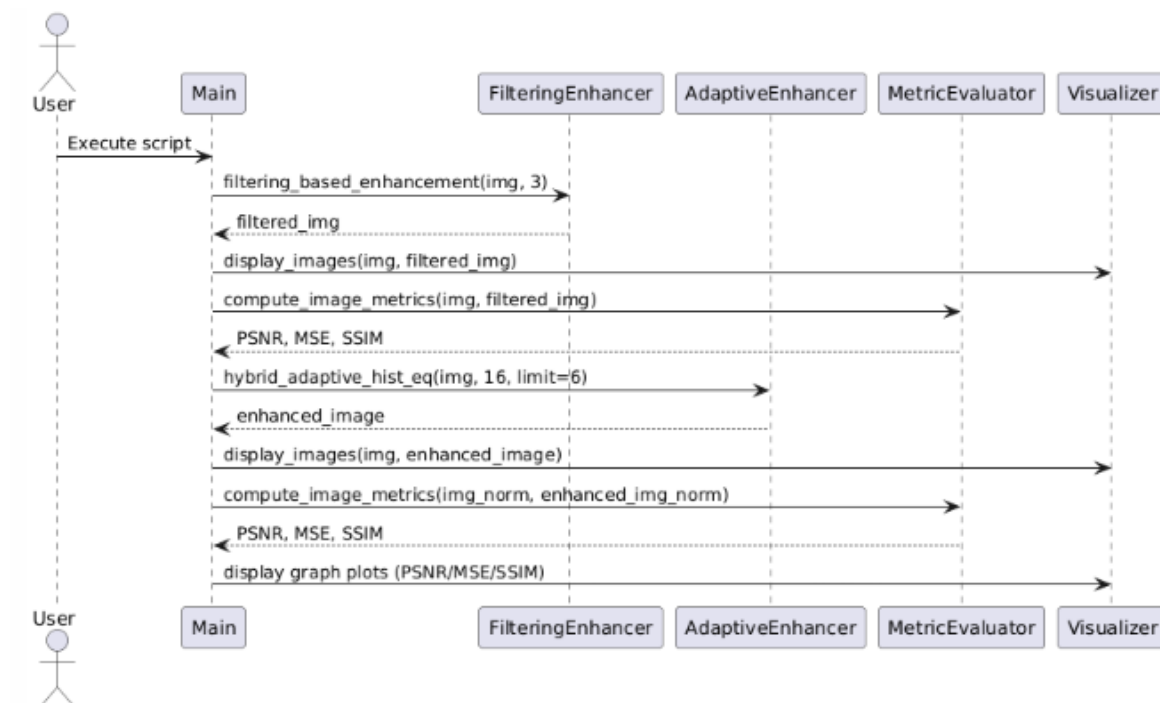 User Main FilteringEnhancer AdaptiveEnhancer MetricEvaluator Visualizer
Execute script
filtering_based_enhancement(img, 3)
filtered_img
display_images(img, filtered_img)
compute_image_metrics(img, filtered_img)
PSNR, MSE, SSIM
hybrid_adaptive_hist_eq(img, 16, limit=6)
enhanced_image
display_images(img, enhanced_image)
compute_image_metrics(img_norm, enhanced_img_norm)
PSNR, MSE, SSIM
display graph plots (PSNR/MSE/SSIM)
User Main FilteringEnhancer AdaptiveEnhancer MetricEvaluator Visualizer